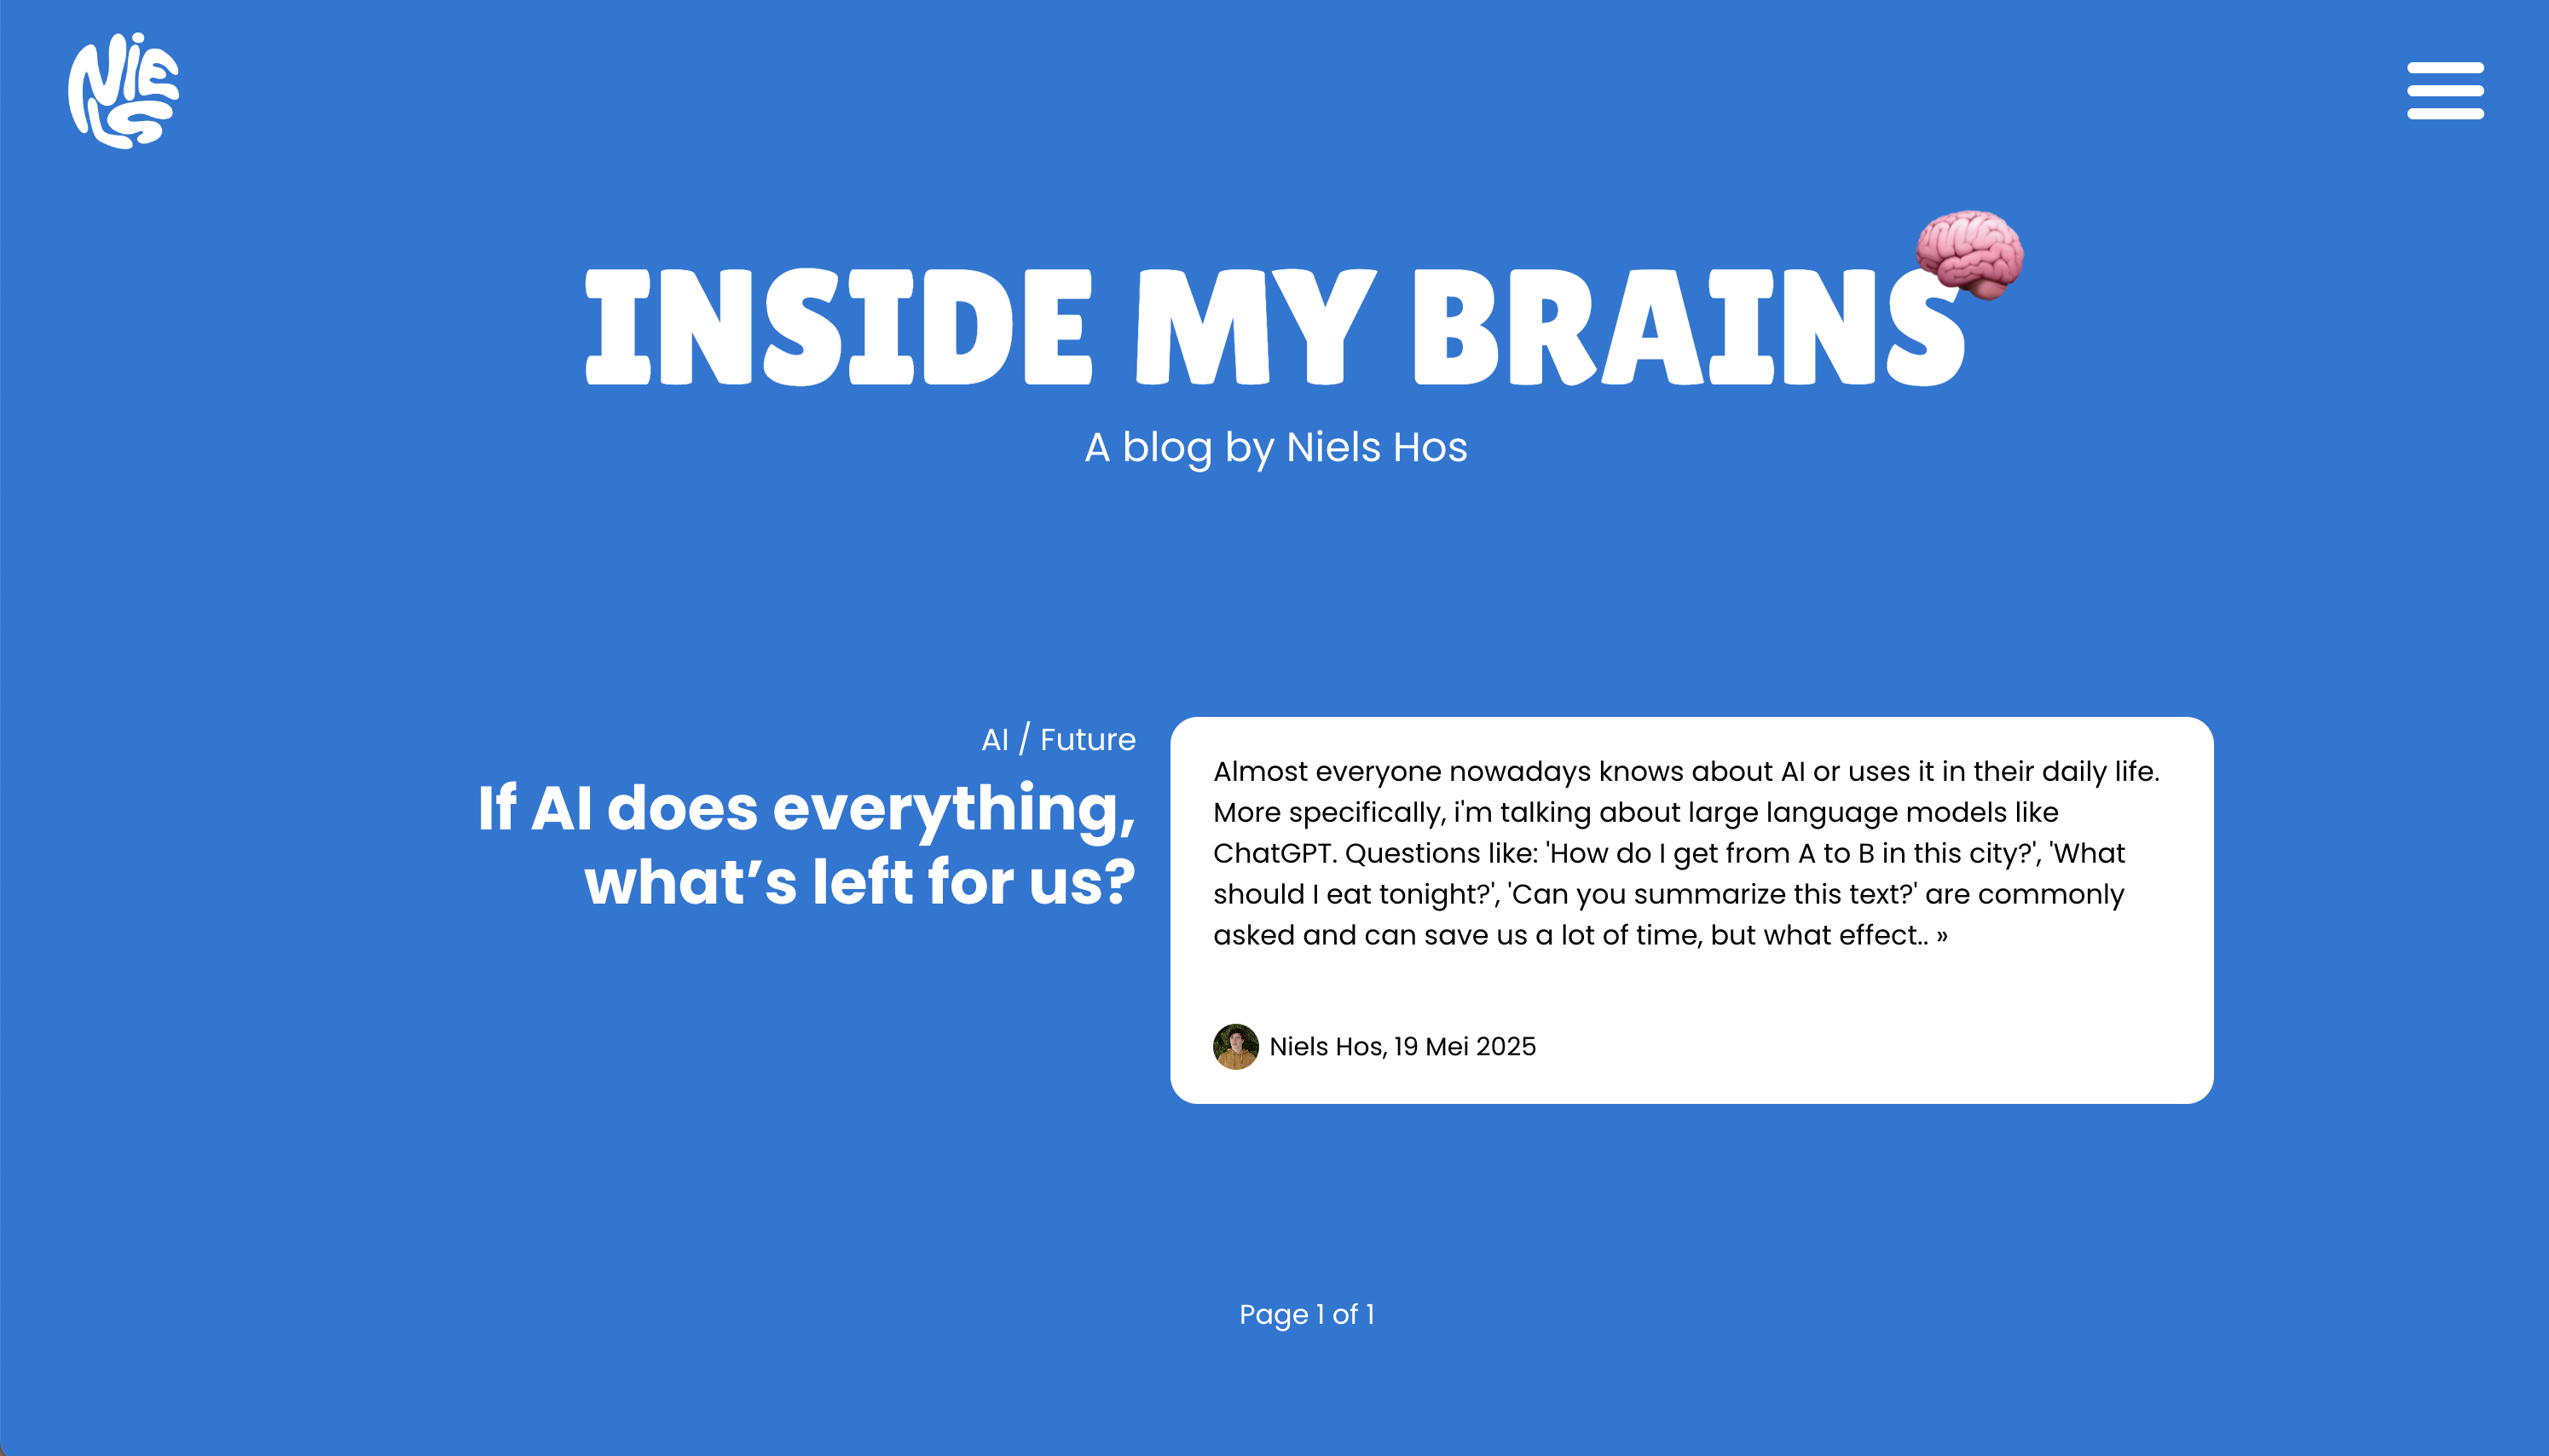 NIELS
INSIDE MY BRAINS
A blog by Niels Hos
AI / Future
If AI does everything,
what’s left for us?
Almost everyone nowadays knows about AI or uses it in their daily life.
More specifically, i'm talking about large language models like
ChatGPT. Questions like: 'How do I get from A to B in this city?', 'What
should I eat tonight?', 'Can you summarize this text?' are commonly
asked and can save us a lot of time, but what effect.. »
Niels Hos, 19 Mei 2025
Page 1 of 1